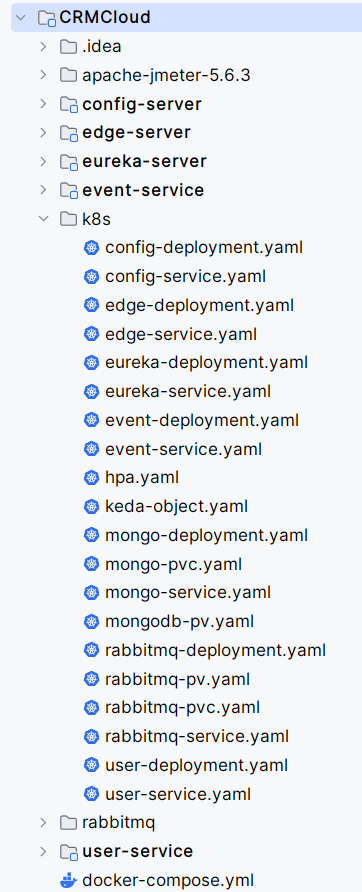 CRMCloud
.idea
apache-jmeter-5.6.3
config-server
edge-server
eureka-server
event-service
k8s
config-deployment.yaml
config-service.yaml
edge-deployment.yaml
edge-service.yaml
eureka-deployment.yaml
eureka-service.yaml
event-deployment.yaml
event-service.yaml
hpa.yaml
keda-object.yaml
mongo-deployment.yaml
mongo-pvc.yaml
mongo-service.yaml
mongodb-pv.yaml
rabbitmq-deployment.yaml
rabbitmq-pv.yaml
rabbitmq-pvc.yaml
rabbitmq-service.yaml
user-deployment.yaml
user-service.yaml
rabbitmq
user-service
docker-compose.yml